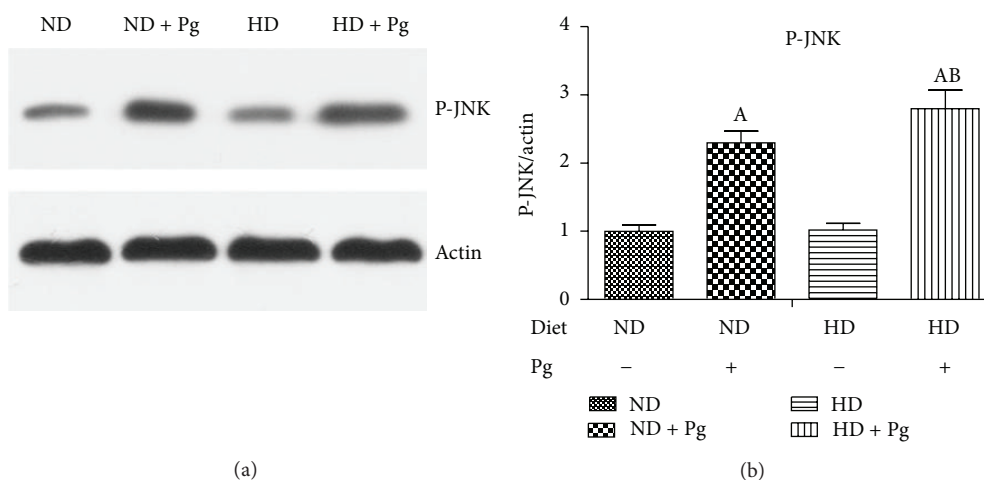 ND ND + Pg HD HD + Pg
P-JNK
Actin
(a)
(b)
P-JNK
P-JNK/actin
4
3
2
1
0
A
AB
Diet ND ND HD HD
Pg − + − +
ND HD
ND + Pg HD + Pg